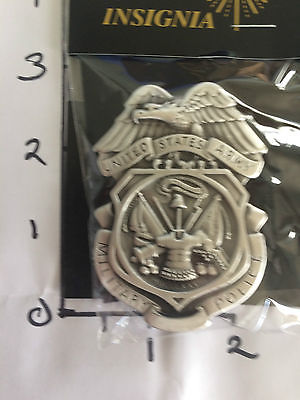 INSIGNIA
3
UNITED STATES ARMY
2
1
MILITARY POLICE
0
1 2